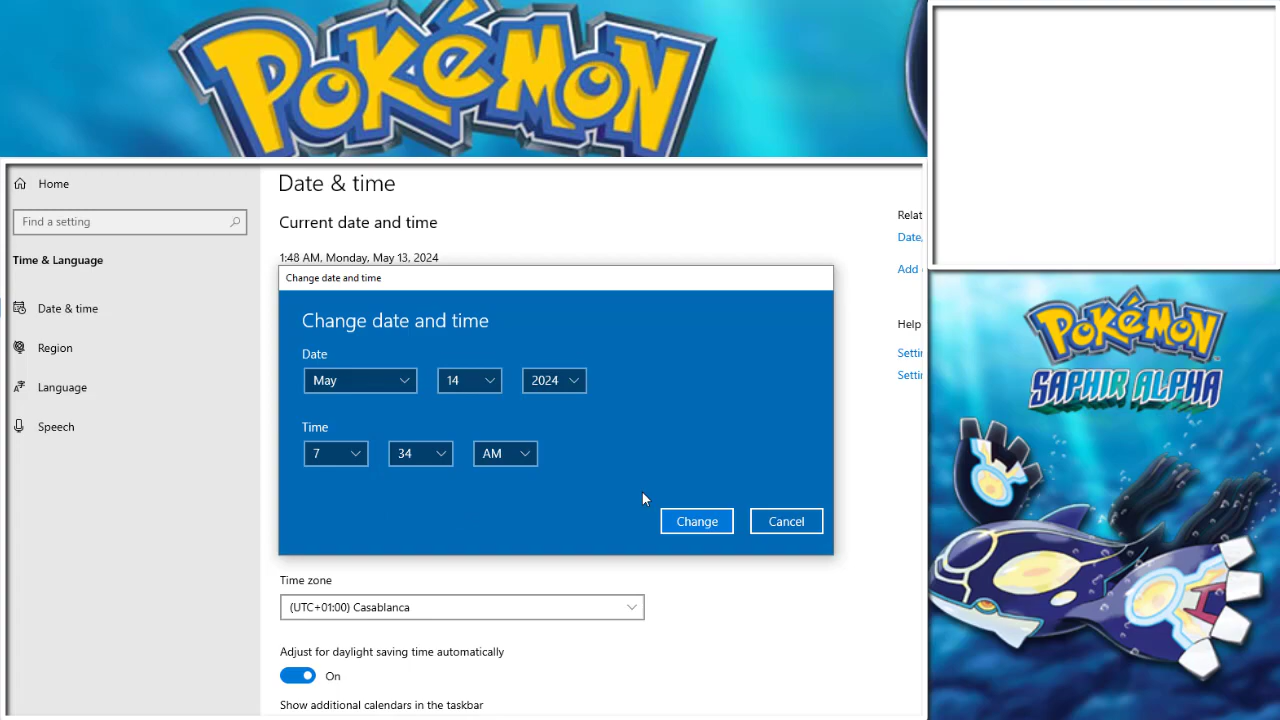 POKÉMON
Home
Find a setting
Time & Language
Date & time
Region
Language
Speech
Date & time
Current date and time
1:48 AM, Monday, May 13, 2024
Change date and time
Change date and time
Date
May 14 2024
Time
7 34 AM
Change Cancel
Time zone
(UTC+01:00) Casablanca
Adjust for daylight saving time automatically
On
Show additional calendars in the taskbar
Relat
Date,
Add
Help
Settin
Settin
POKÉMON
SAPHIR ALPHA